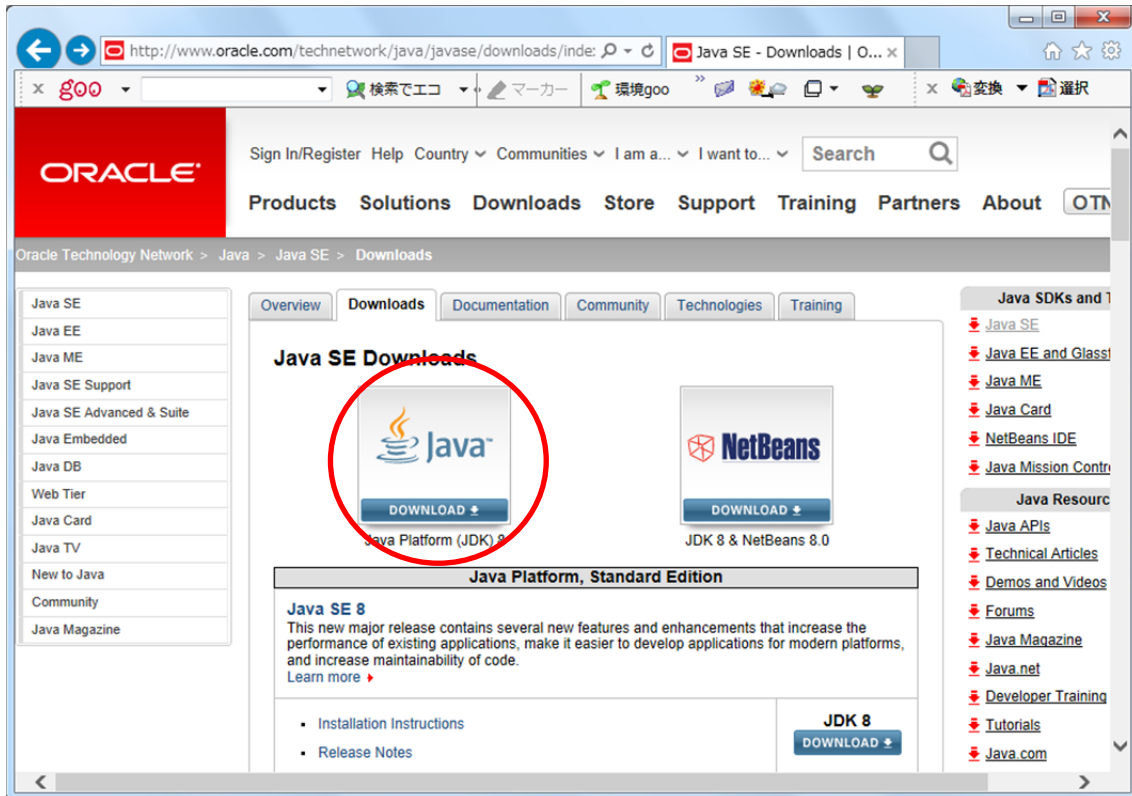 http://www.oracle.com/technetwork/java/javase/downloads/inde
Java SE - Downloads | O...
goo
検索でエコ
マーカー
環境goo
変換
選択
ORACLE
Sign In/Register Help Country Communities I am a... I want to... Search
Products Solutions Downloads Store Support Training Partners About OTN
Oracle Technology Network > Java > Java SE > Downloads
Java SE
Java EE
Java ME
Java SE Support
Java SE Advanced & Suite
Java Embedded
Java DB
Web Tier
Java Card
Java TV
New to Java
Community
Java Magazine
Overview Downloads Documentation Community Technologies Training
Java SE Downloads
Java™
DOWNLOAD
Java Platform (JDK) 8
NetBeans
DOWNLOAD
JDK 8 & NetBeans 8.0
Java Platform, Standard Edition
Java SE 8
This new major release contains several new features and enhancements that increase the
performance of existing applications, make it easier to develop applications for modern platforms,
and increase maintainability of code.
Learn more
Installation Instructions
Release Notes
JDK 8
DOWNLOAD
Java SDKs and
Java SE
Java EE and Glassf
Java ME
Java Card
NetBeans IDE
Java Mission Contr
Java Resourc
Java APIs
Technical Articles
Demos and Videos
Forums
Java Magazine
Java.net
Developer Training
Tutorials
Java.com